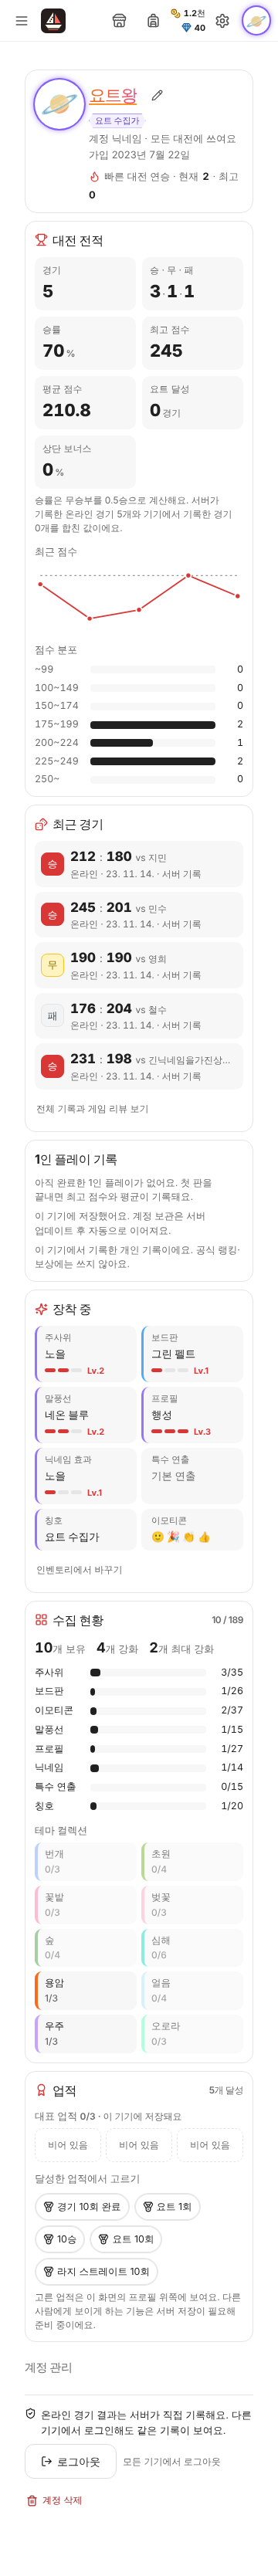 1.2천
40
요트왕
요트 수집가
계정 닉네임 · 모든 대전에 쓰여요
가입 2023년 7월 22일
빠른 대전 연승 · 현재 2 · 최고
0
대전 전적
경기
5
승 · 무 · 패
3·1·1
승률
70%
최고 점수
245
평균 점수
210.8
요트 달성
0경기
상단 보너스
0%
승률은 무승부를 0.5승으로 계산해요. 서버가
기록한 온라인 경기 5개와 기기에서 기록한 경기
0개를 합친 값이에요.
최근 점수
점수 분포
~99 0
100~149 0
150~174 0
175~199 2
200~224 1
225~249 2
250~ 0
최근 경기
승
212 : 180 vs 지민
온라인 · 23. 11. 14. · 서버 기록
승
245 : 201 vs 민수
온라인 · 23. 11. 14. · 서버 기록
무
190 : 190 vs 영희
온라인 · 23. 11. 14. · 서버 기록
패
176 : 204 vs 철수
온라인 · 23. 11. 14. · 서버 기록
승
231 : 198 vs 긴닉네임을가진상…
온라인 · 23. 11. 14. · 서버 기록
전체 기록과 게임 리뷰 보기
1인 플레이 기록
아직 완료한 1인 플레이가 없어요. 첫 판을
끝내면 최고 점수와 평균이 기록돼요.
이 기기에 저장했어요. 계정 보관은 서버
업데이트 후 자동으로 이어져요.
이 기기에서 기록한 개인 기록이에요. 공식 랭킹·
보상에는 쓰지 않아요.
장착 중
주사위
노을
Lv.2
보드판
그린 펠트
Lv.1
말풍선
네온 블루
Lv.2
프로필
행성
Lv.3
닉네임 효과
노을
Lv.1
특수 연출
기본 연출
칭호
요트 수집가
이모티콘
인벤토리에서 바꾸기
수집 현황 10 / 189
10개 보유 4개 강화 2개 최대 강화
주사위 3/35
보드판 1/26
이모티콘 2/37
말풍선 1/15
프로필 1/27
닉네임 1/14
특수 연출 0/15
칭호 1/20
테마 컬렉션
번개
0/3
초원
0/4
꽃밭
0/3
벚꽃
0/3
숲
0/4
심해
0/6
용암
1/3
얼음
0/4
우주
1/3
오로라
0/3
업적 5개 달성
대표 업적 0/3 · 이 기기에 저장돼요
비어 있음 비어 있음 비어 있음
달성한 업적에서 고르기
경기 10회 완료 요트 1회
10승 요트 10회
라지 스트레이트 10회
고른 업적은 이 화면의 프로필 위쪽에 보여요. 다른
사람에게 보이게 하는 기능은 서버 저장이 필요해
준비 중이에요.
계정 관리
온라인 경기 결과는 서버가 직접 기록해요. 다른
기기에서 로그인해도 같은 기록이 보여요.
로그아웃 모든 기기에서 로그아웃
계정 삭제